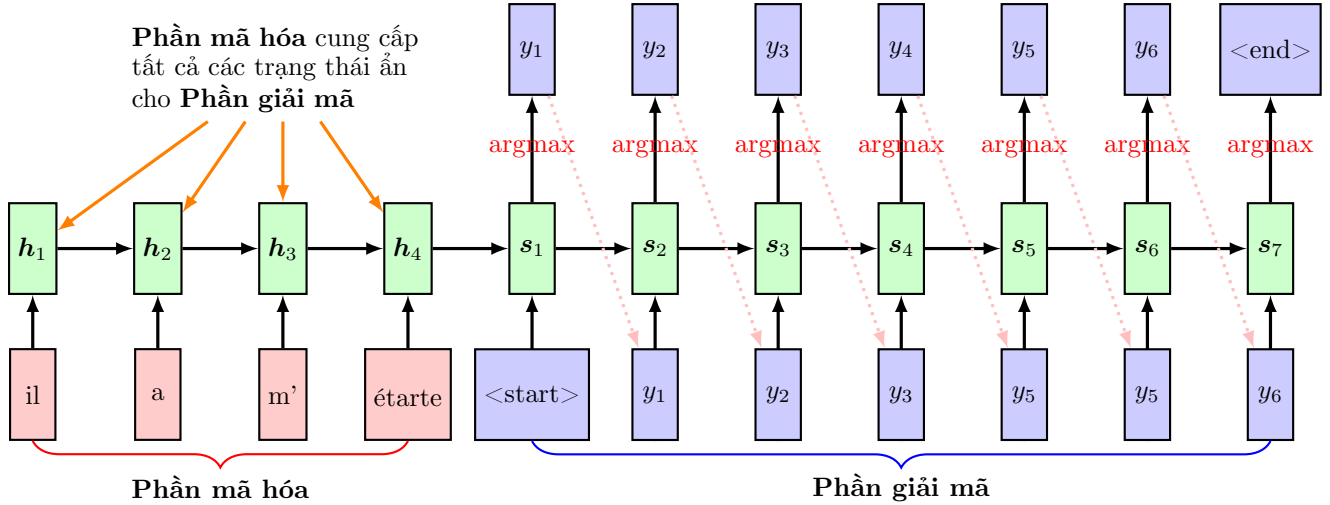 Phần mã hóa cung cấp
tất cả các trạng thái ẩn
cho Phần giải mã
y1 y2 y3 y4 y5 y6 <end>
argmax argmax argmax argmax argmax argmax argmax
h1 h2 h3 h4 s1 s2 s3 s4 s5 s6 s7
il a m' étarte <start> y1 y2 y3 y5 y5 y6
Phần mã hóa
Phần giải mã